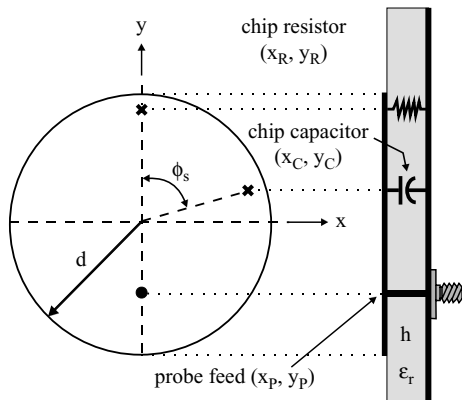 y
chip resistor
(x_R, y_R)
chip capacitor
(x_C, y_C)
ϕ_s
x
d
h
ε_r
probe feed (x_P, y_P)